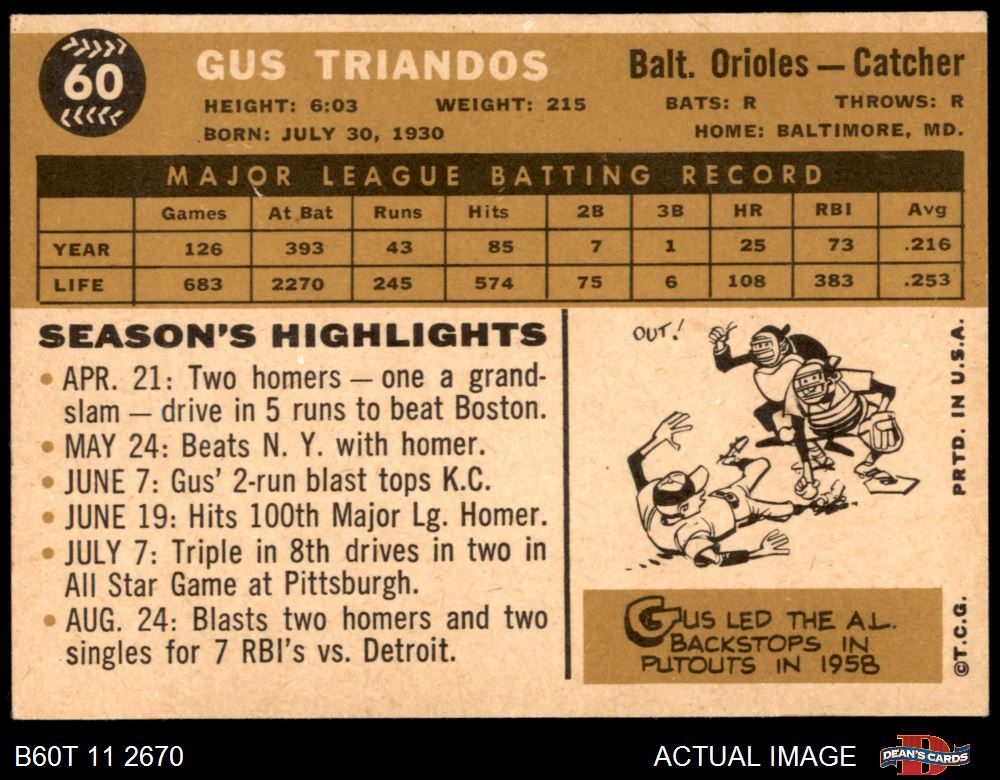 60
GUS TRIANDOS
Balt. Orioles — Catcher
HEIGHT: 6:03 WEIGHT: 215 BATS: R THROWS: R
BORN: JULY 30, 1930 HOME: BALTIMORE, MD.
MAJOR LEAGUE BATTING RECORD
Games At Bat Runs Hits 2B 3B HR RBI Avg
YEAR 126 393 43 85 7 1 25 73 .216
LIFE 683 2270 245 574 75 6 108 383 .253
SEASON'S HIGHLIGHTS
• APR. 21: Two homers — one a grand-
slam — drive in 5 runs to beat Boston.
• MAY 24: Beats N. Y. with homer.
• JUNE 7: Gus' 2-run blast tops K.C.
• JUNE 19: Hits 100th Major Lg. Homer.
• JULY 7: Triple in 8th drives in two in
All Star Game at Pittsburgh.
• AUG. 24: Blasts two homers and two
singles for 7 RBI's vs. Detroit.
OUT!
GUS LED THE A.L.
BACKSTOPS IN
PUTOUTS IN 1958
©T.C.G. PRTD. IN U.S.A.
B60T 11 2670
ACTUAL IMAGE
DEAN'S CARDS